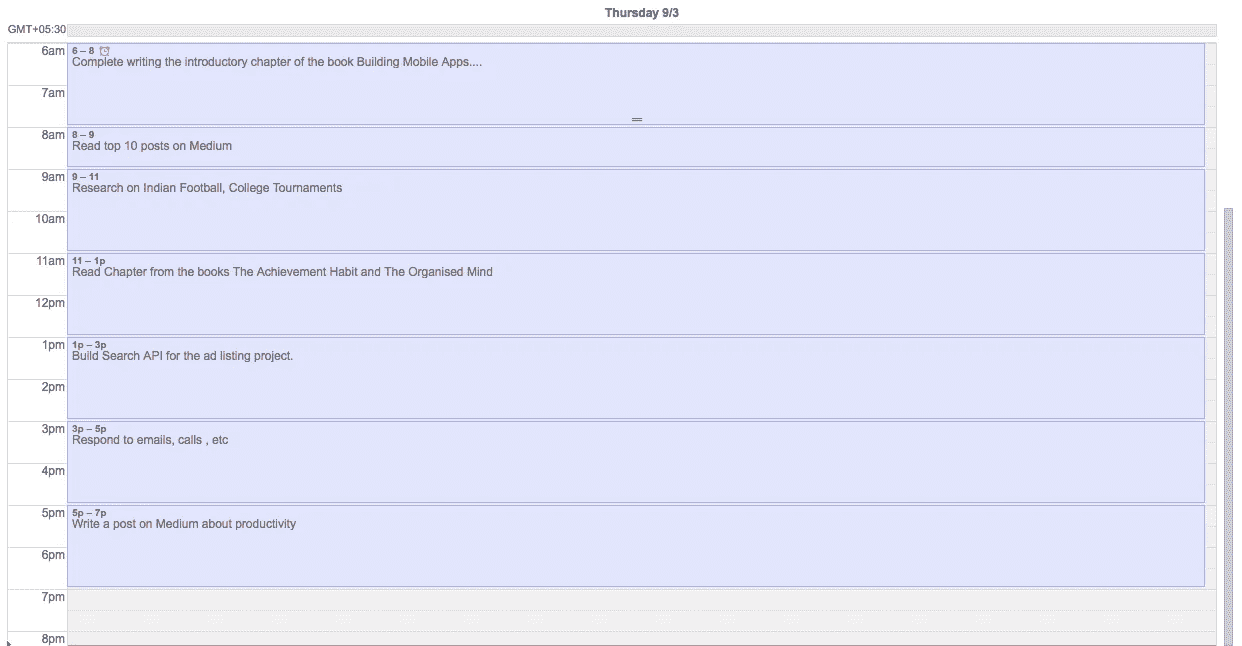 Thursday 9/3
GMT+05:30
6am
6 – 8
Complete writing the introductory chapter of the book Building Mobile Apps....
7am
8am
8 – 9
Read top 10 posts on Medium
9am
9 – 11
Research on Indian Football, College Tournaments
10am
11am
11 – 1p
Read Chapter from the books The Achievement Habit and The Organised Mind
12pm
1pm
1p – 3p
Build Search API for the ad listing project.
2pm
3pm
3p – 5p
Respond to emails, calls , etc
4pm
5pm
5p – 7p
Write a post on Medium about productivity
6pm
7pm
8pm